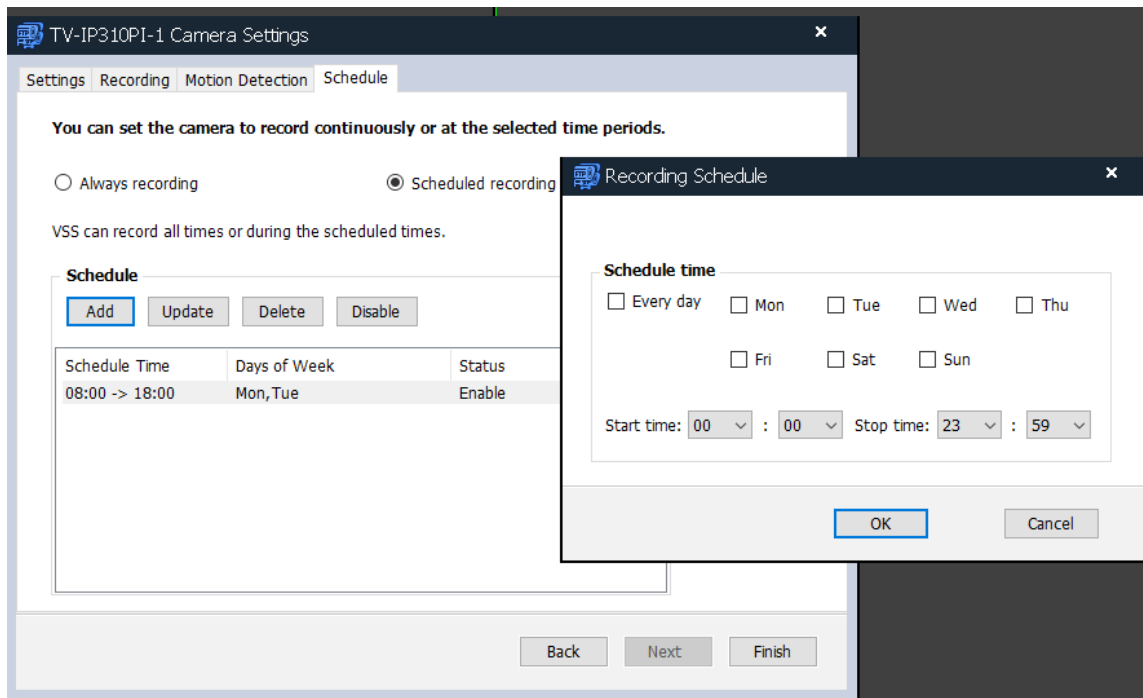 TV-IP310PI-1 Camera Settings
Settings Recording Motion Detection Schedule
You can set the camera to record continuously or at the selected time periods.
Always recording
Scheduled recording
VSS can record all times or during the scheduled times.
Schedule
Add Update Delete Disable
Schedule Time Days of Week Status
08:00 -> 18:00 Mon,Tue Enable
Back Next Finish
Recording Schedule
Schedule time
Every day Mon Tue Wed Thu
Fri Sat Sun
Start time: 00 : 00 Stop time: 23 : 59
OK Cancel